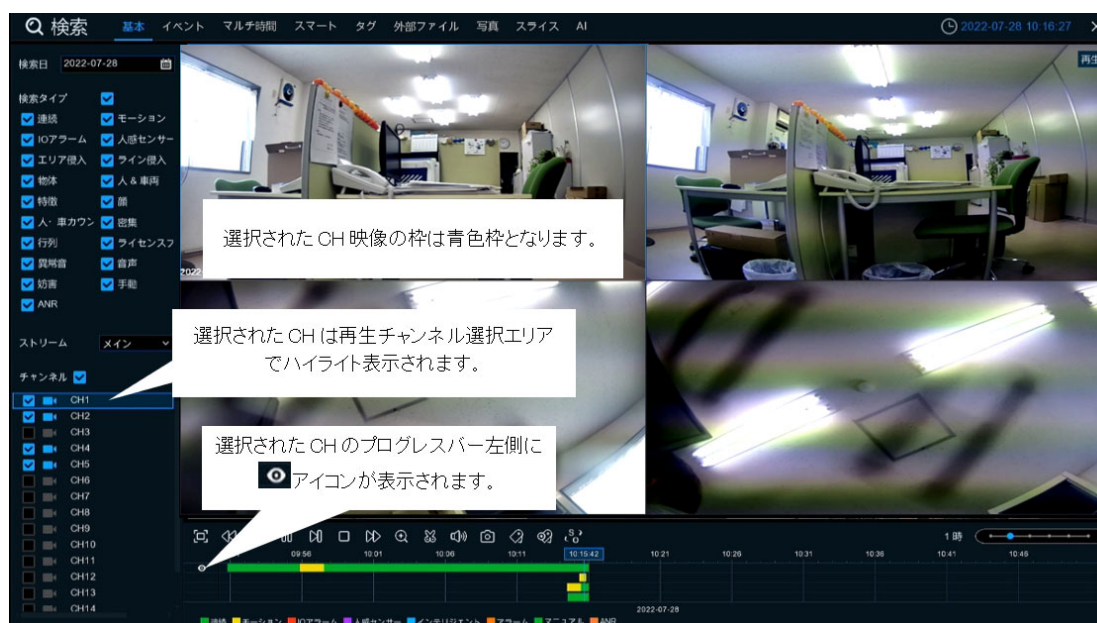 検索
基本 イベント マルチ時間 スマート タグ 外部ファイル 写真 スライス AI
2022-07-28 10:16:27
再生
検索日 2022-07-28
検索タイプ
連続 モーション
IOアラーム 人感センサー
エリア侵入 ライン侵入
物体 人 & 車両
特徴 顔
人・車カウン 密集
行列 ライセンスプ
異常音 音声
妨害 手動
ANR
ストリーム メイン
チャンネル
CH1
CH2
CH3
CH4
CH5
CH6
CH7
CH8
CH9
CH10
CH11
CH12
CH13
CH14
2022-
選択された CH 映像の枠は青色枠となります。
選択された CH は再生チャンネル選択エリア
でハイライト表示されます。
選択された CH のプログレスバー左側に
アイコンが表示されます。
1時
09:56 10:01 10:06 10:11 10:15:42 10:21 10:26 10:31 10:36 10:41 10:46
2022-07-28
連続 モーション IOアラーム 人感センサー インテリジェント アラーム マニュアル ANR